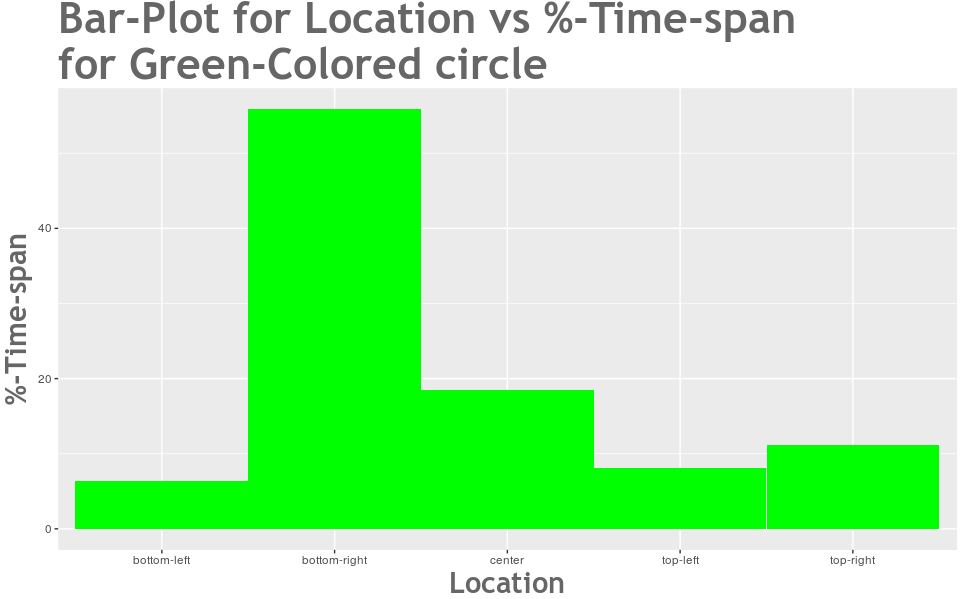 Bar-Plot for Location vs %-Time-span
for Green-Colored circle
%-Time-span
40
20
0
bottom-left
bottom-right
center
top-left
top-right
Location